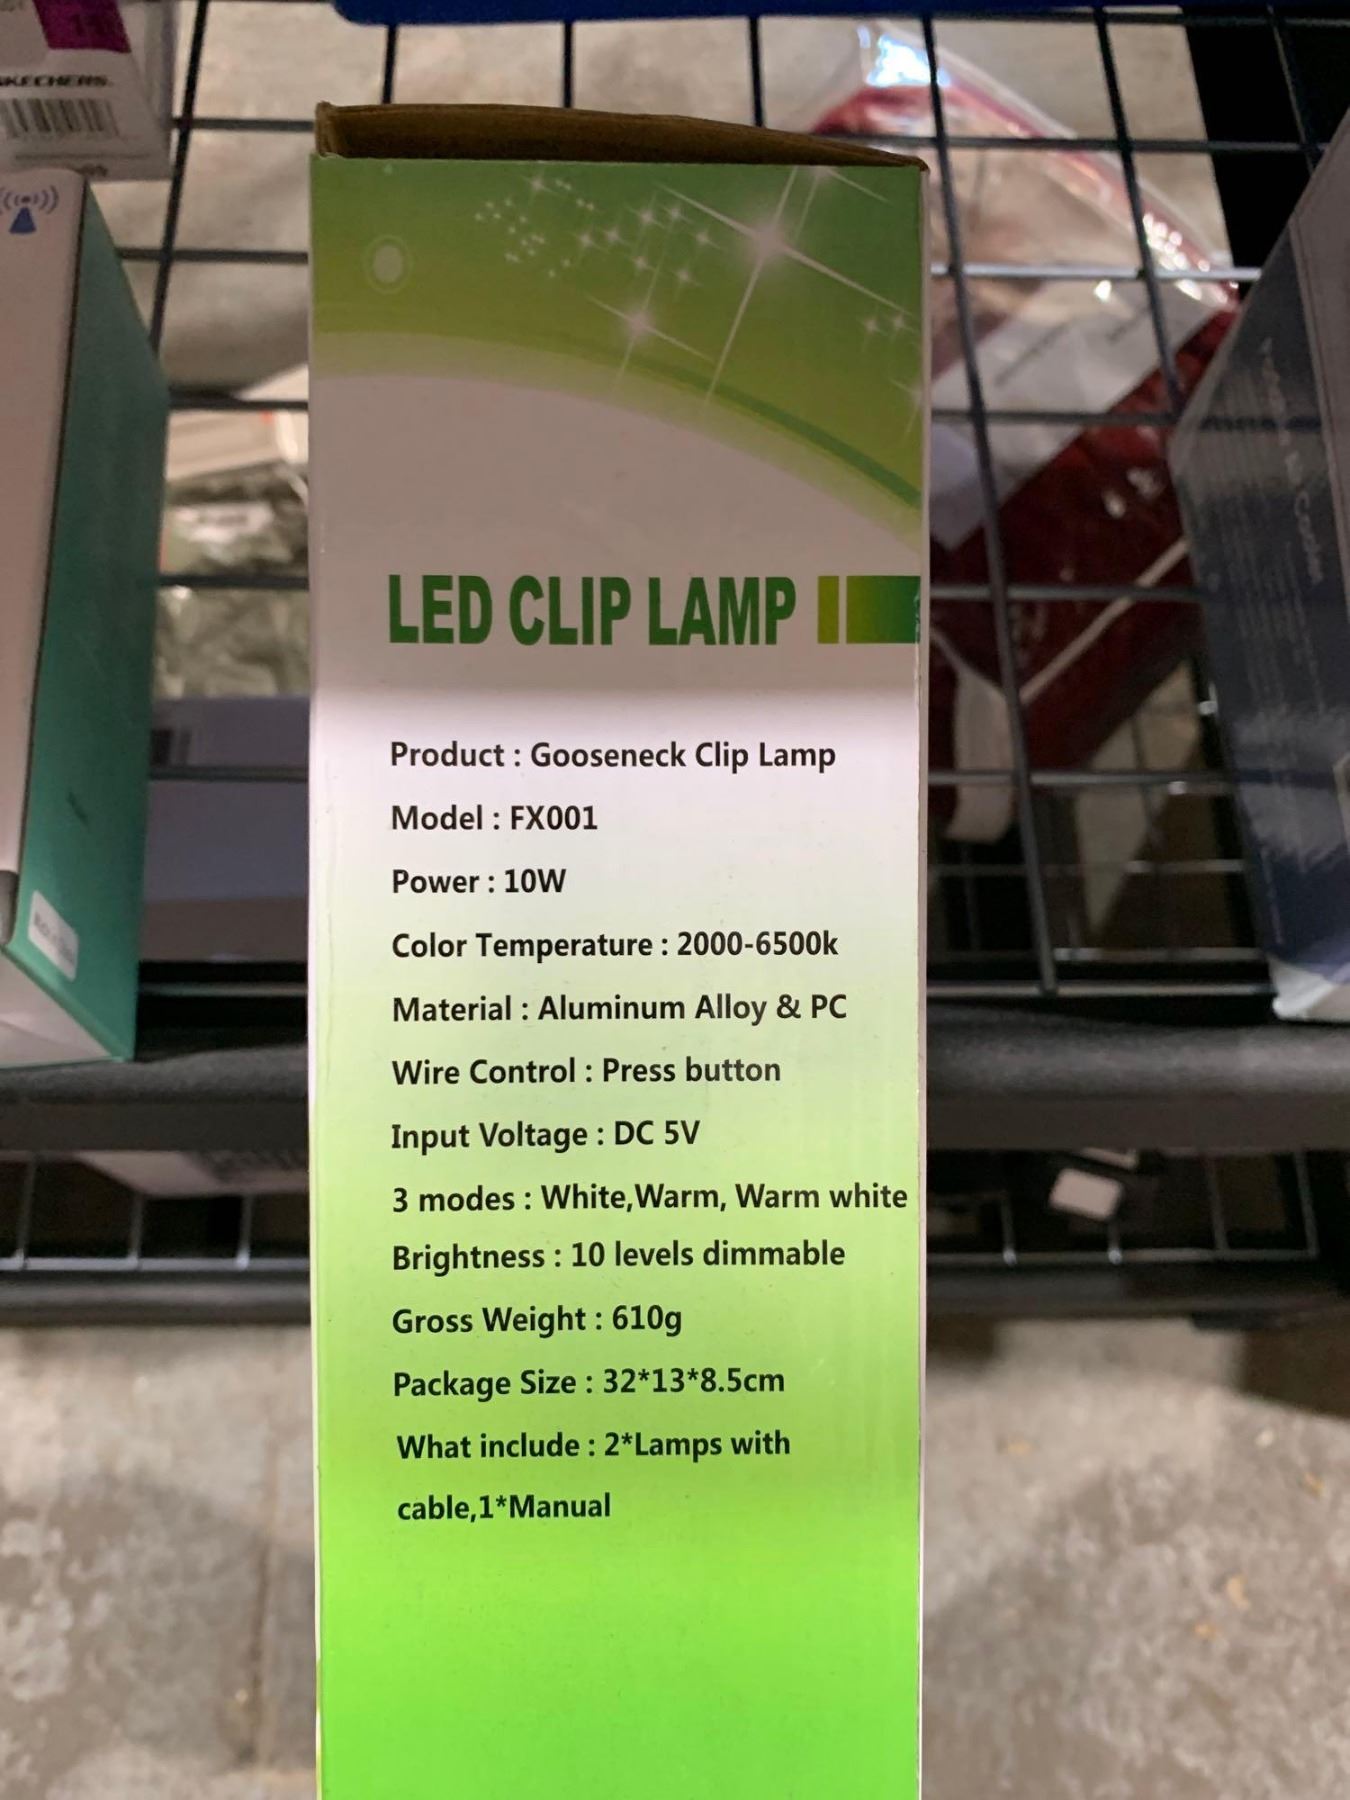 SKECHERS
LED CLIP LAMP
Product : Gooseneck Clip Lamp
Model : FX001
Power : 10W
Color Temperature : 2000-6500k
Material : Aluminum Alloy & PC
Wire Control : Press button
Input Voltage : DC 5V
3 modes : White,Warm, Warm white
Brightness : 10 levels dimmable
Gross Weight : 610g
Package Size : 32*13*8.5cm
What include : 2*Lamps with
cable,1*Manual